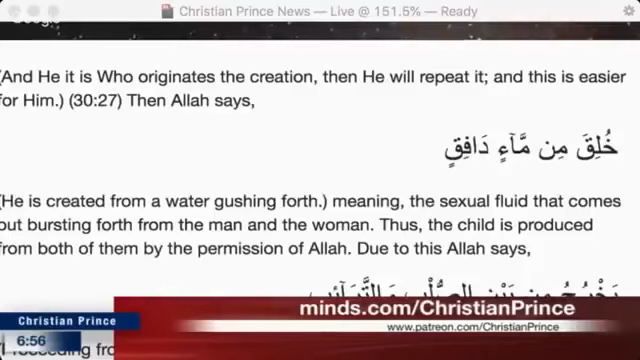 Christian Prince News — Live @ 151.5% — Ready
(And He it is Who originates the creation, then He will repeat it; and this is easier
for Him.) (30:27) Then Allah says,
خُلِقَ مِن مَّآءٍ دَافِقٍ
(He is created from a water gushing forth.) meaning, the sexual fluid that comes
out bursting forth from the man and the woman. Thus, the child is produced
from both of them by the permission of Allah. Due to this Allah says,
يَخْرُجُ مِن بَيْنِ الصُّلْبِ وَالتَّرَآئِبِ
minds.com/ChristianPrince
Christian Prince
www.patreon.com/ChristianPrince
6:56